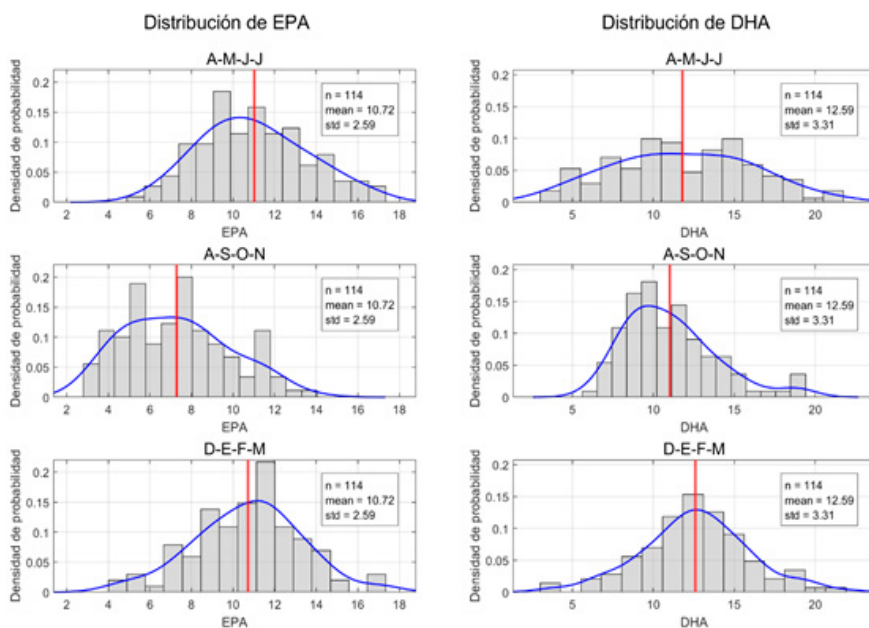 Distribución de EPA
Distribución de DHA
A-M-J-J
Densidad de probabilidad
0.2
0.15
0.1
0.05
0
n = 114
mean = 10.72
std = 2.59
2 4 6 8 10 12 14 16 18
EPA
A-M-J-J
Densidad de probabilidad
0.2
0.15
0.1
0.05
0
n = 114
mean = 12.59
std = 3.31
5 10 15 20
DHA
A-S-O-N
Densidad de probabilidad
0.2
0.15
0.1
0.05
0
n = 114
mean = 10.72
std = 2.59
2 4 6 8 10 12 14 16 18
EPA
A-S-O-N
Densidad de probabilidad
0.2
0.15
0.1
0.05
0
n = 114
mean = 12.59
std = 3.31
5 10 15 20
DHA
D-E-F-M
Densidad de probabilidad
0.2
0.15
0.1
0.05
0
n = 114
mean = 10.72
std = 2.59
2 4 6 8 10 12 14 16 18
EPA
D-E-F-M
Densidad de probabilidad
0.2
0.15
0.1
0.05
0
n = 114
mean = 12.59
std = 3.31
5 10 15 20
DHA